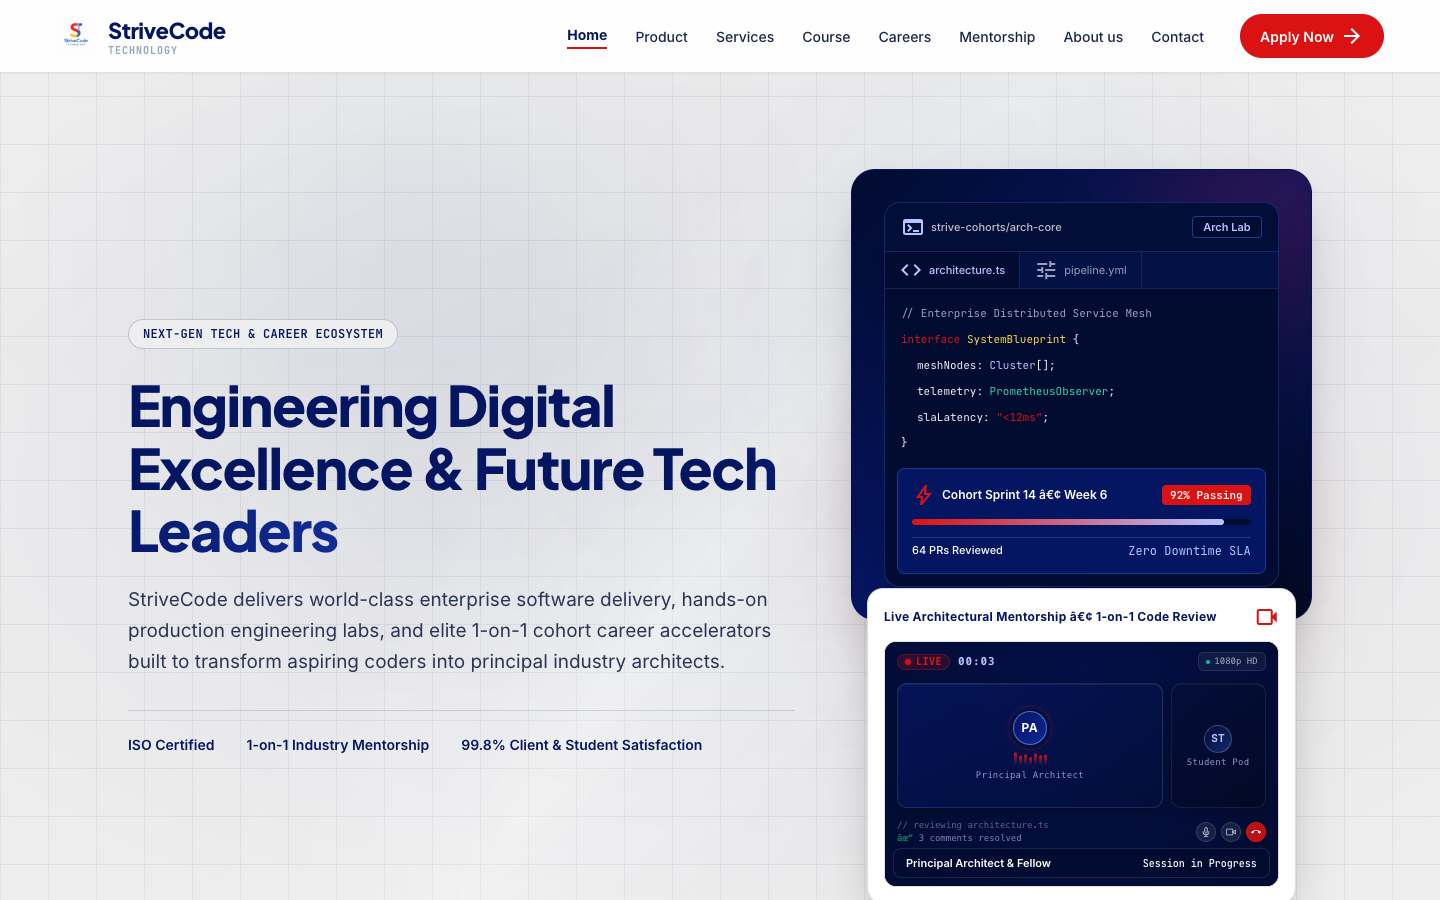 StriveCode
TECHNOLOGY
Home
Product
Services
Course
Careers
Mentorship
About us
Contact
Apply Now
NEXT-GEN TECH & CAREER ECOSYSTEM
Engineering Digital
Excellence & Future Tech
Leaders
StriveCode delivers world-class enterprise software delivery, hands-on
production engineering labs, and elite 1-on-1 cohort career accelerators
built to transform aspiring coders into principal industry architects.
ISO Certified
1-on-1 Industry Mentorship
99.8% Client & Student Satisfaction
strive-cohorts/arch-core
Arch Lab
architecture.ts
pipeline.yml
// Enterprise Distributed Service Mesh
interface SystemBlueprint {
meshNodes: Cluster[];
telemetry: PrometheusObserver;
slaLatency: "<12ms";
}
Cohort Sprint 14 â€¢ Week 6
92% Passing
64 PRs Reviewed
Zero Downtime SLA
Live Architectural Mentorship â€¢ 1-on-1 Code Review
LIVE
00:03
1080p HD
PA
Principal Architect
ST
Student Pod
// reviewing architecture.ts
âœ“ 3 comments resolved
Principal Architect & Fellow
Session in Progress